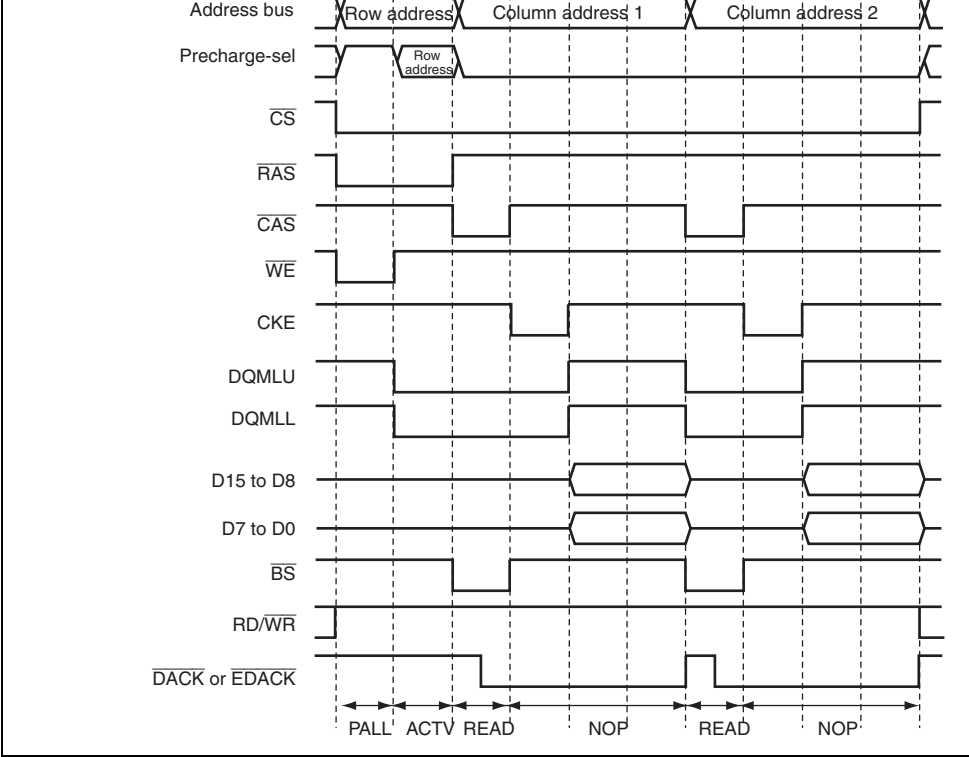 Address bus Row address Column address 1 Column address 2
Precharge-sel Row address
CS
RAS
CAS
WE
CKE
DQMLU
DQMLL
D15 to D8
D7 to D0
BS
RD/WR
DACK or EDACK
PALL ACTV READ NOP READ NOP